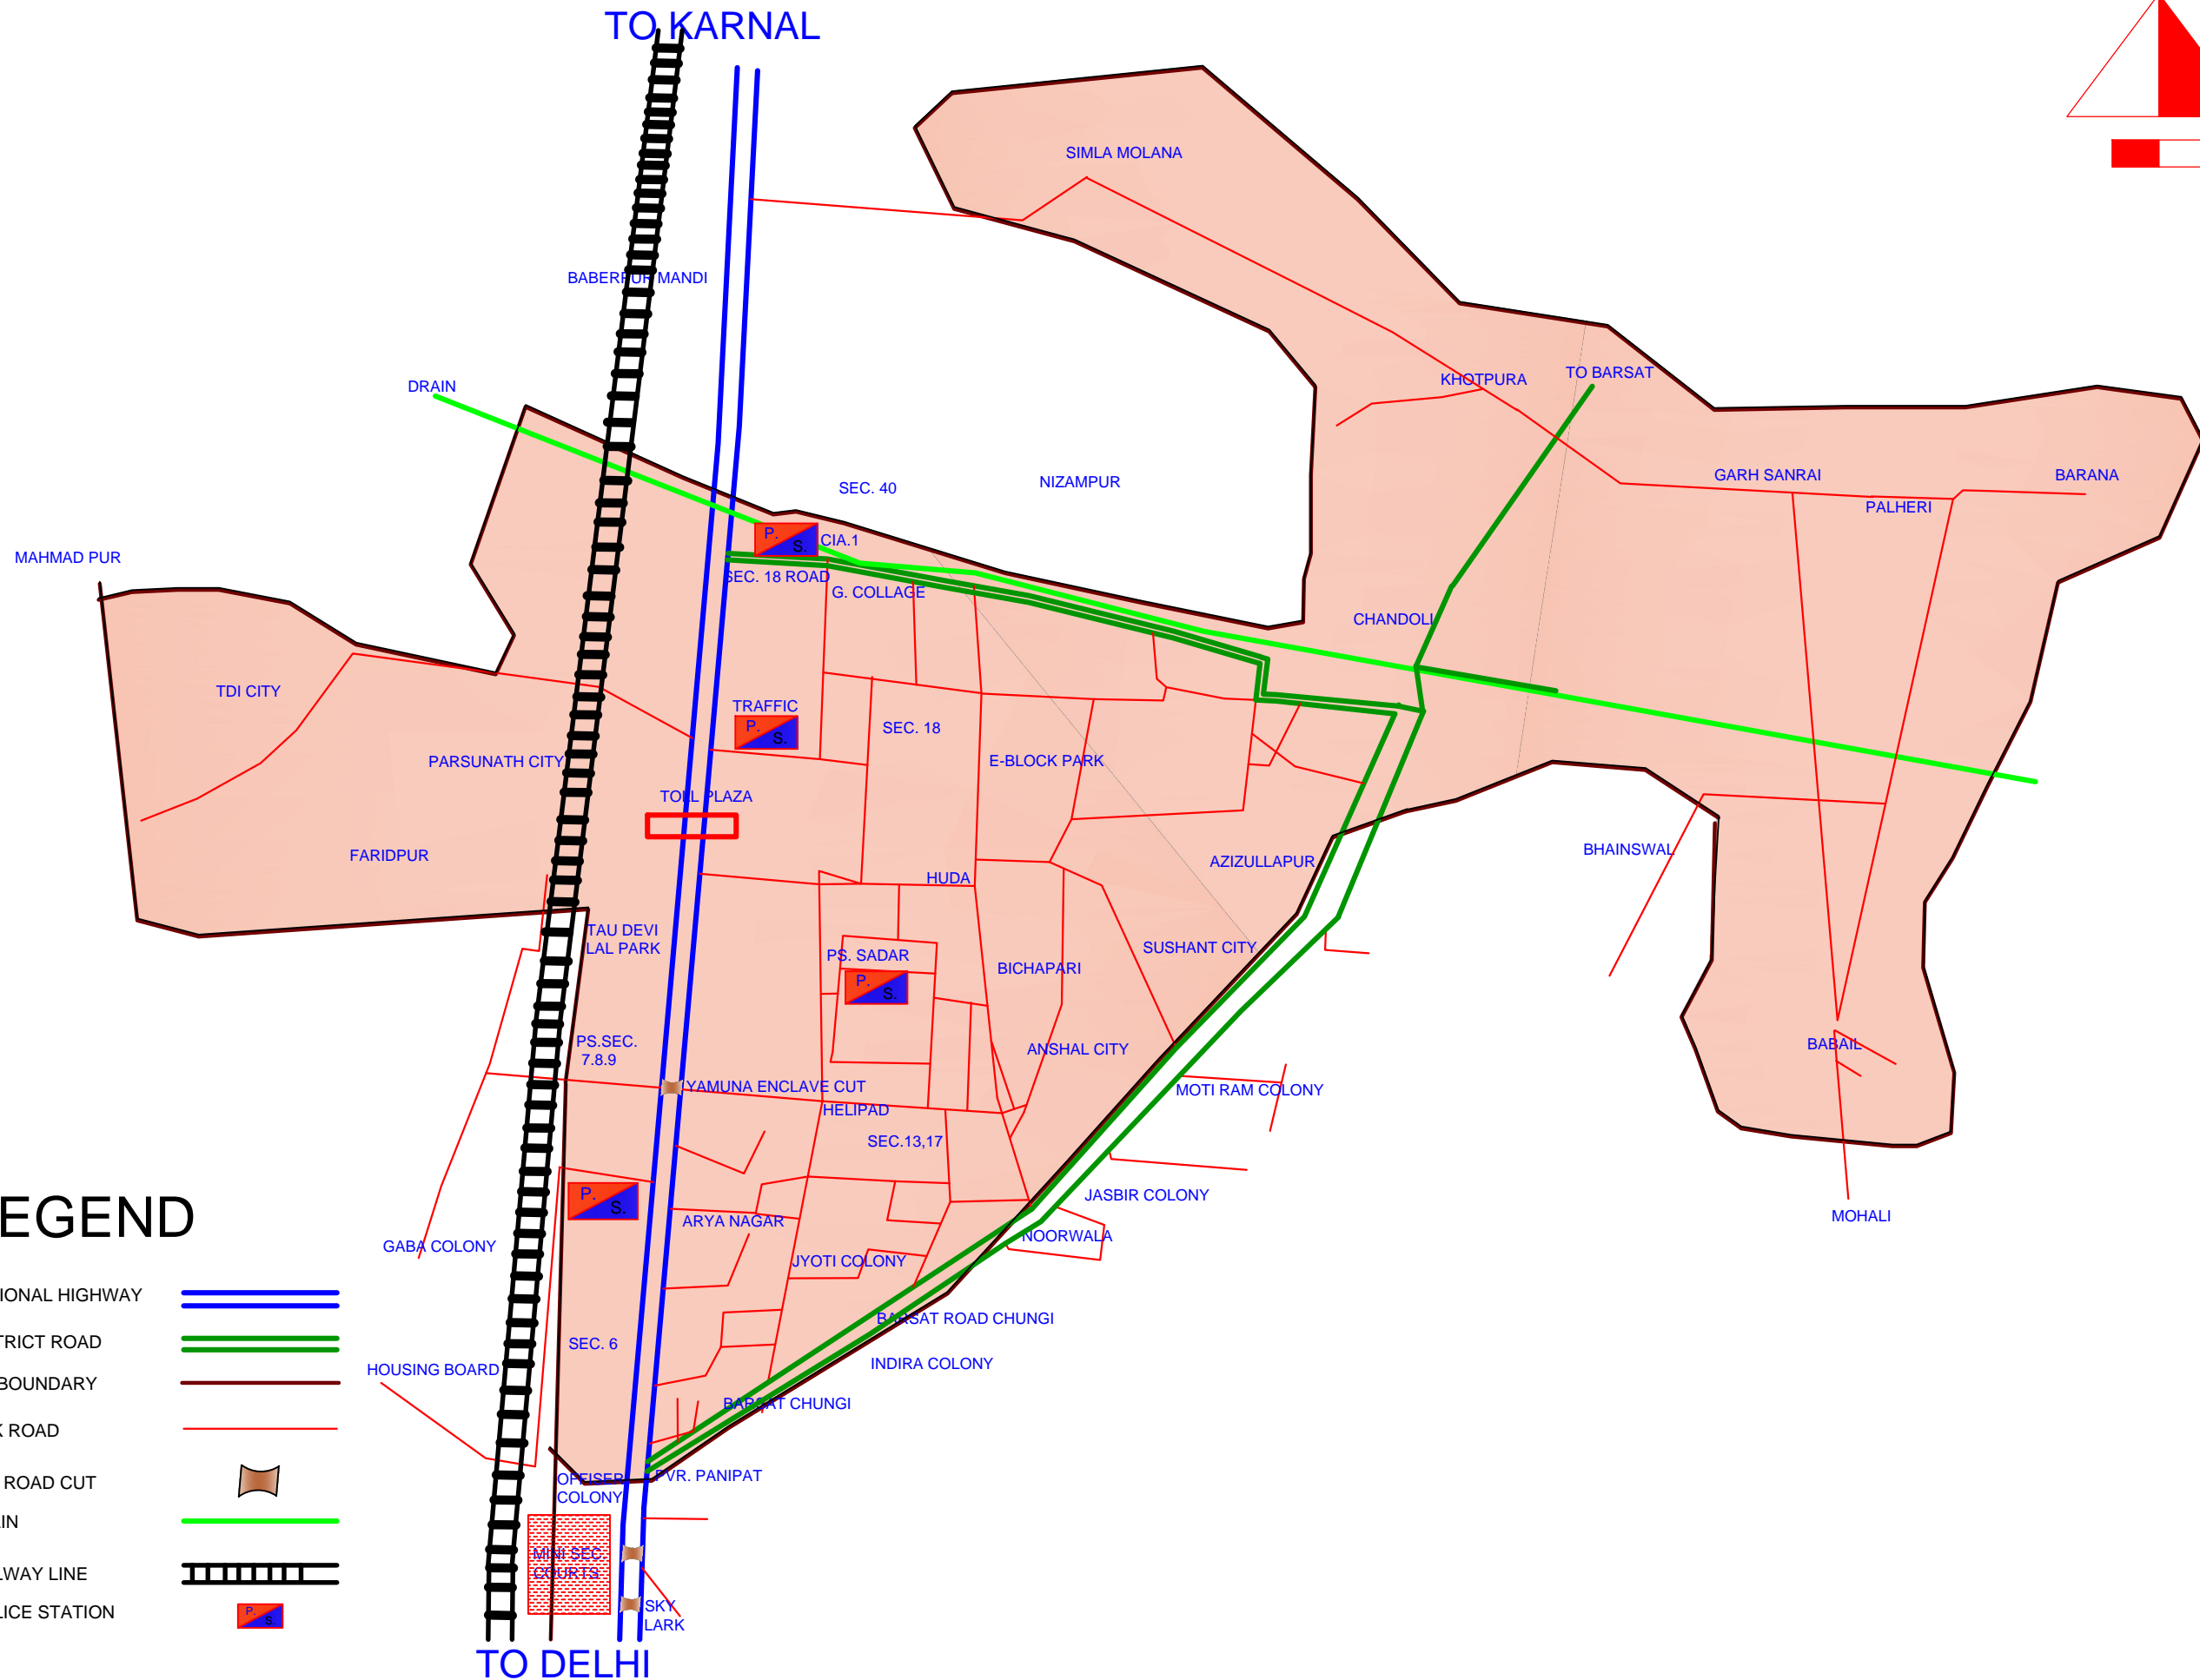 TO KARNAL
SIMLA MOLANA
BABERPUR MANDI
DRAIN
KHOTPURA
TO BARSAT
SEC. 40
NIZAMPUR
GARH SANRAI
BARANA
PALHERI
P.
S.
CIA.1
MAHMAD PUR
SEC. 18 ROAD
G. COLLAGE
CHANDOLI
TDI CITY
TRAFFIC
P.
S.
SEC. 18
PARSUNATH CITY
E-BLOCK PARK
TOLL PLAZA
FARIDPUR
AZIZULLAPUR
BHAINSWAL
HUDA
TAU DEVI
LAL PARK
PS. SADAR
SUSHANT CITY
BICHAPARI
P.
S.
PS.SEC.
7.8.9
ANSHAL CITY
BABAIL
YAMUNA ENCLAVE CUT
MOTI RAM COLONY
HELIPAD
SEC.13,17
P.
S.
JASBIR COLONY
EGEND
ARYA NAGAR
MOHALI
NOORWALA
GABA COLONY
JYOTI COLONY
IONAL HIGHWAY
BARSAT ROAD CHUNGI
TRICT ROAD
SEC. 6
INDIRA COLONY
HOUSING BOARD
BOUNDARY
BARSAT CHUNGI
K ROAD
OFFISER
COLONY
PVR. PANIPAT
ROAD CUT
IN
MINI SEC.
COURTS
LWAY LINE
SKY
LARK
LICE STATION
P.
S.
TO DELHI